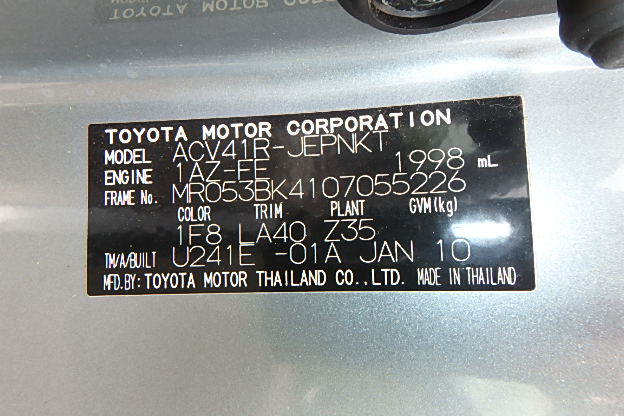 TOYOTA MOTOR CORPORATION
MODEL ACV41R-JEPNKT
ENGINE 1AZ-FE 1998 mL
FRAME No. MR053BK4107055226
COLOR TRIM PLANT GVM(kg)
1F8 LA40 Z35
TM/A/BUILT U241E -01A JAN 10
MFD.BY: TOYOTA MOTOR THAILAND CO.,LTD. MADE IN THAILAND